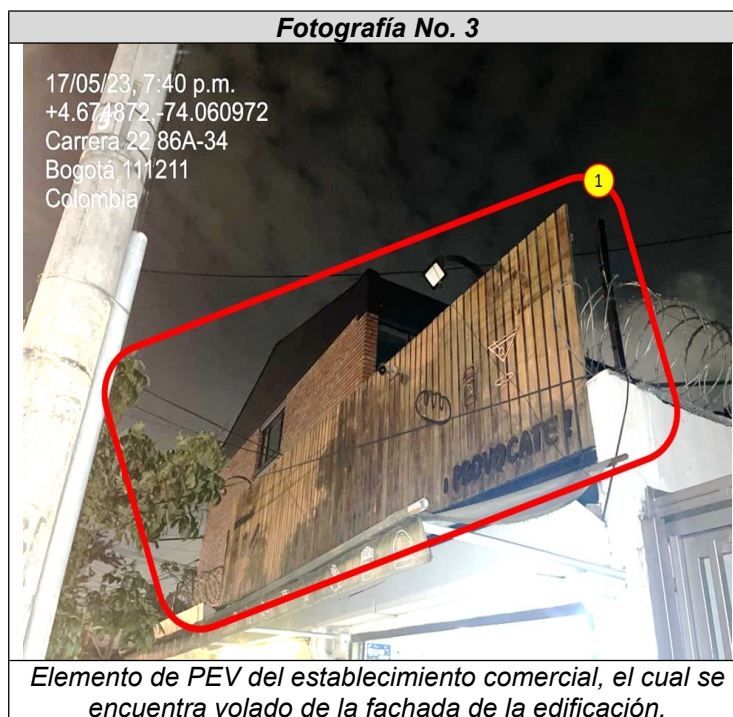 Fotografía No. 3
17/05/23, 7:40 p.m.
+4.674872,-74.060972
Carrera 22 86A-34
Bogotá 111211
Colombia
1
¡ PROVOCATE !
Elemento de PEV del establecimiento comercial, el cual se
encuentra volado de la fachada de la edificación.